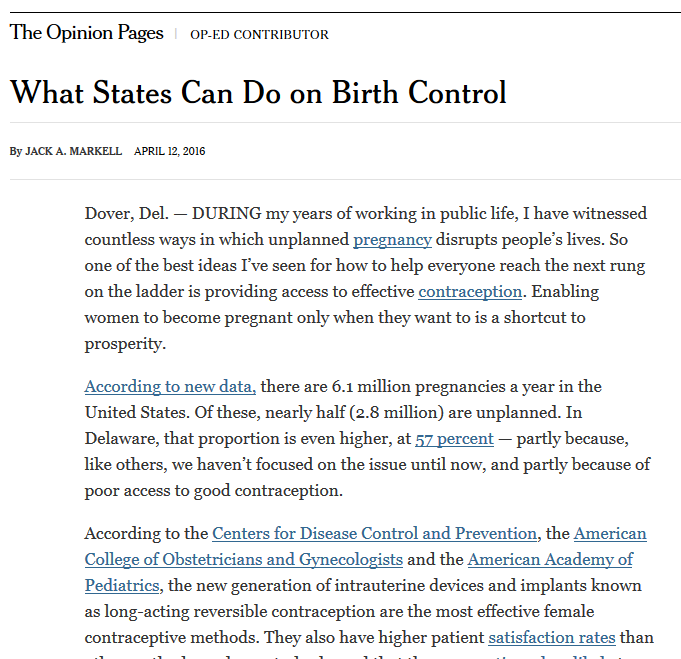 The Opinion Pages | OP-ED CONTRIBUTOR
What States Can Do on Birth Control
By JACK A. MARKELL APRIL 12, 2016
Dover, Del. — DURING my years of working in public life, I have witnessed
countless ways in which unplanned pregnancy disrupts people’s lives. So
one of the best ideas I’ve seen for how to help everyone reach the next rung
on the ladder is providing access to effective contraception. Enabling
women to become pregnant only when they want to is a shortcut to
prosperity.
According to new data, there are 6.1 million pregnancies a year in the
United States. Of these, nearly half (2.8 million) are unplanned. In
Delaware, that proportion is even higher, at 57 percent — partly because,
like others, we haven’t focused on the issue until now, and partly because of
poor access to good contraception.
According to the Centers for Disease Control and Prevention, the American
College of Obstetricians and Gynecologists and the American Academy of
Pediatrics, the new generation of intrauterine devices and implants known
as long-acting reversible contraception are the most effective female
contraceptive methods. They also have higher patient satisfaction rates than